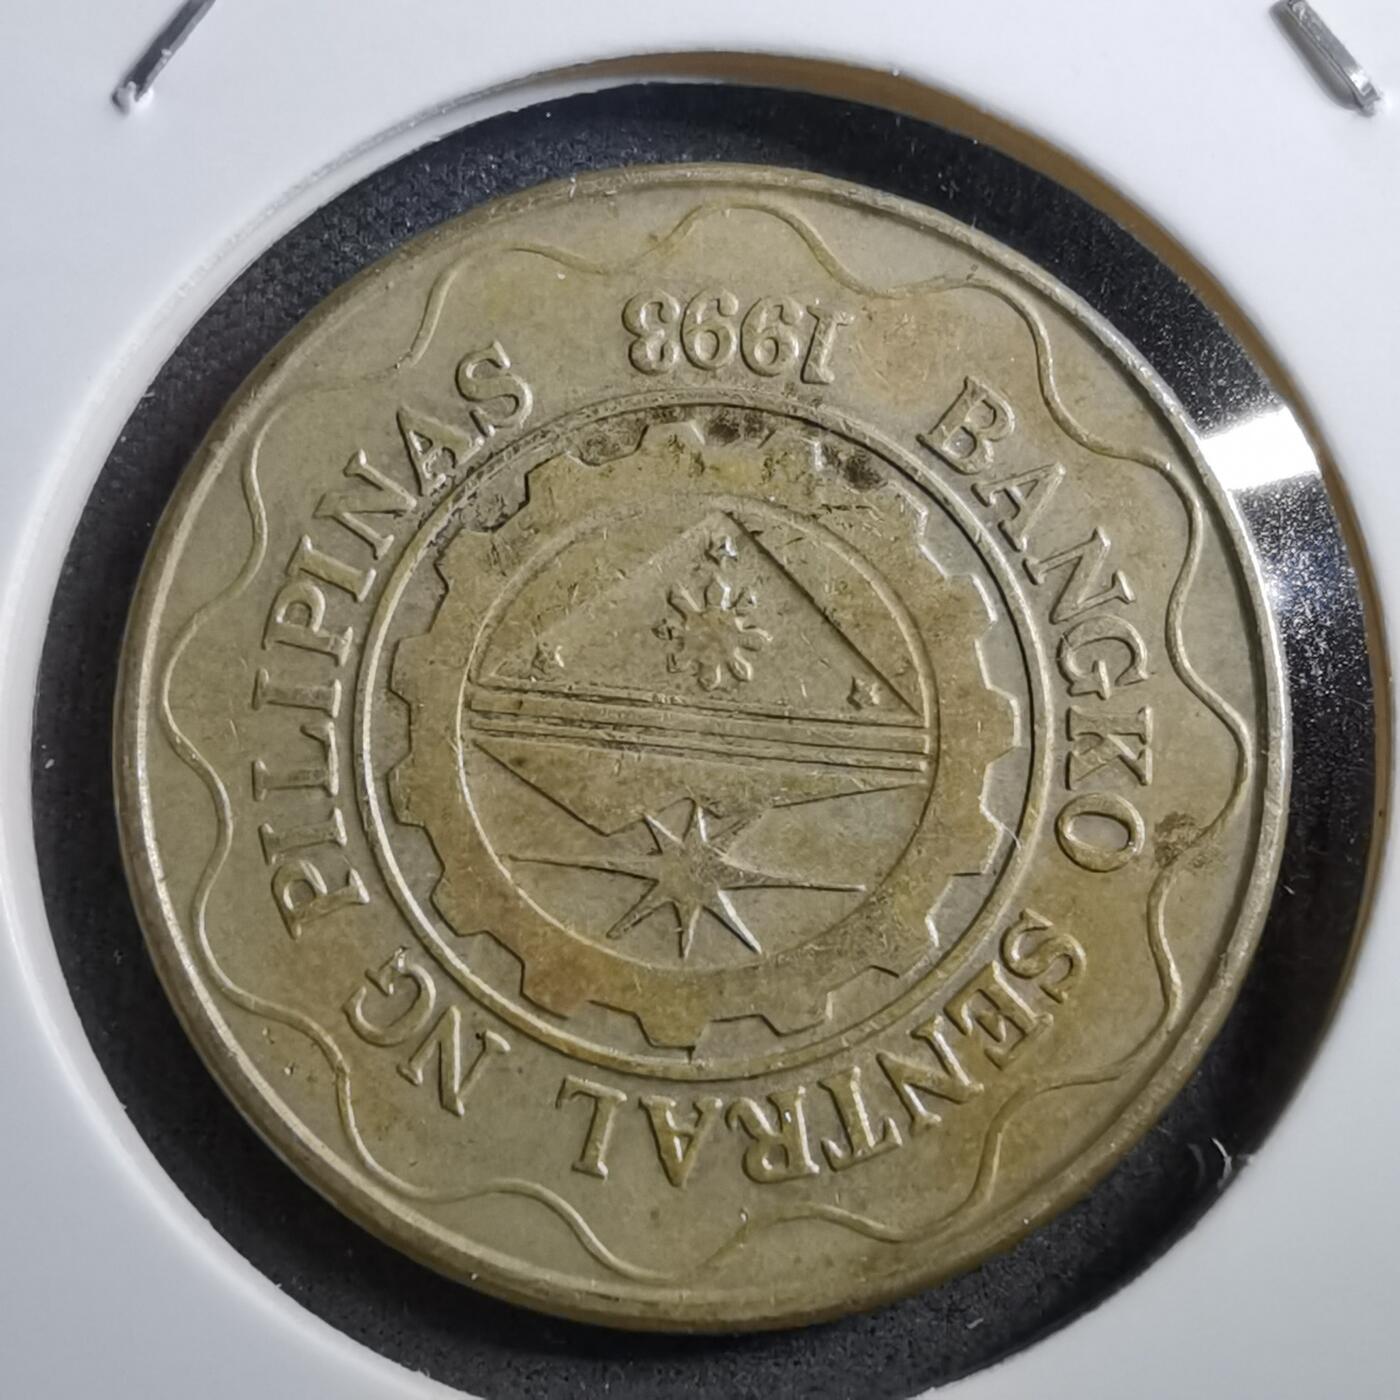 BANGKO SENTRAL NG PILIPINAS
1993